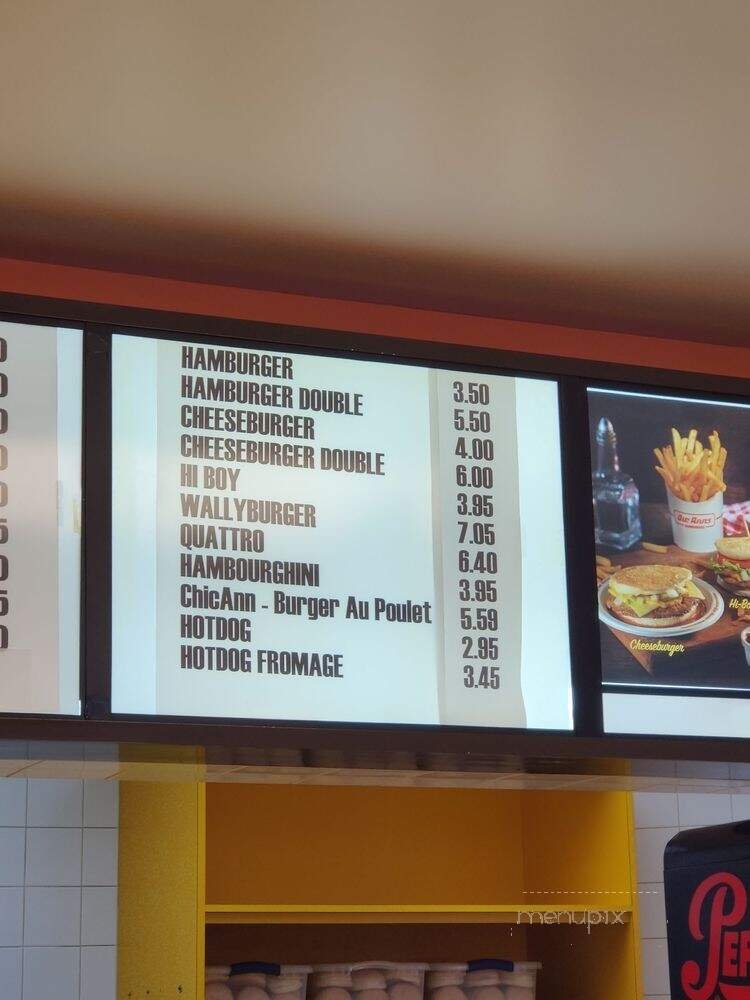 HAMBURGER 3.50
HAMBURGER DOUBLE 5.50
CHEESEBURGER 4.00
CHEESEBURGER DOUBLE 6.00
HI BOY 3.95
WALLYBURGER 7.05
QUATTRO 6.40
HAMBOURGHINI 3.95
ChicAnn - Burger Au Poulet 5.59
HOTDOG 2.95
HOTDOG FROMAGE 3.45
Cheeseburger
menupix